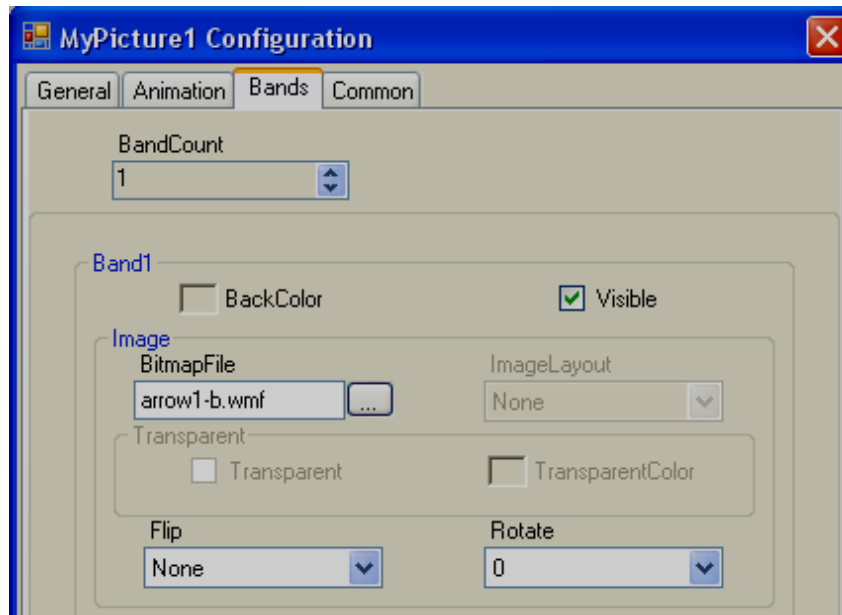 MyPicture1 Configuration
General Animation Bands Common
BandCount
1
Band1
BackColor Visible
Image
BitmapFile ImageLayout
arrow1-b.wmf ... None
Transparent
Transparent TransparentColor
Flip Rotate
None 0